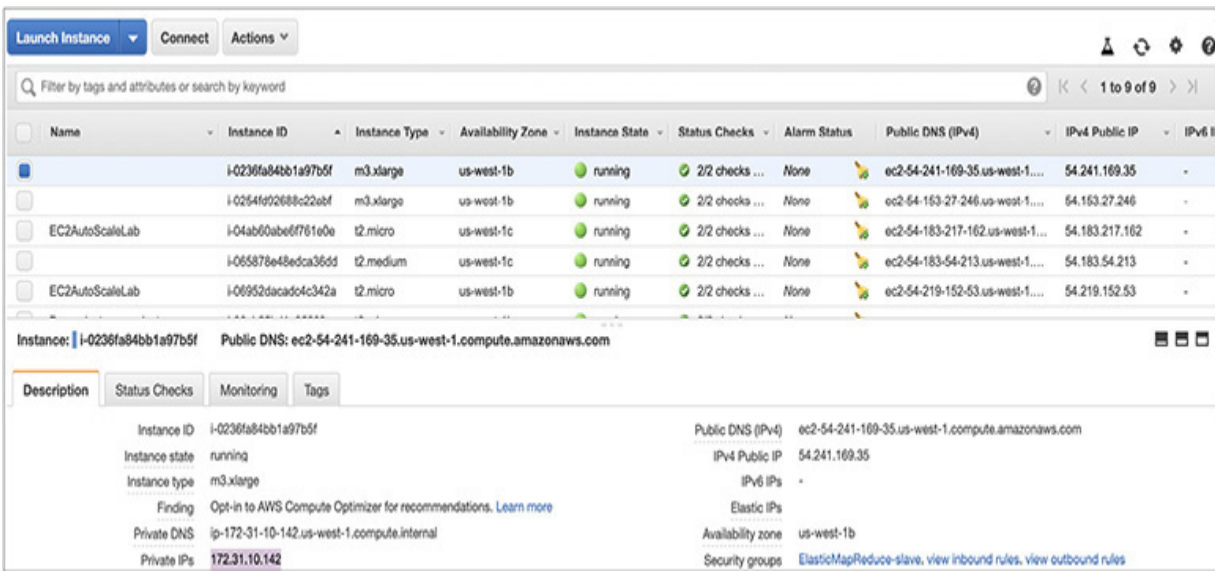 Launch Instance Connect Actions
Filter by tags and attributes or search by keyword 1 to 9 of 9
Name Instance ID Instance Type Availability Zone Instance State Status Checks Alarm Status Public DNS (IPv4) IPv4 Public IP IPv6
i-0236fa84bb1a97b5f m3.xlarge us-west-1b running 2/2 checks ... None ec2-54-241-169-35.us-west-1.... 54.241.169.35 -
i-0254fd02688c22ebf m3.xlarge us-west-1b running 2/2 checks ... None ec2-54-153-27-246.us-west-1.... 54.153.27.246 -
EC2AutoScaleLab i-04ab60abe6f761e0e t2.micro us-west-1c running 2/2 checks ... None ec2-54-183-217-162.us-west-1... 54.183.217.162 -
i-065878e48edca36dd t2.medium us-west-1c running 2/2 checks ... None ec2-54-183-54-213.us-west-1.... 54.183.54.213 -
EC2AutoScaleLab i-06952dacadc4c342a t2.micro us-west-1b running 2/2 checks ... None ec2-54-219-152-53.us-west-1.... 54.219.152.53 -
Instance: i-0236fa84bb1a97b5f Public DNS: ec2-54-241-169-35.us-west-1.compute.amazonaws.com
Description Status Checks Monitoring Tags
Instance ID i-0236fa84bb1a97b5f Public DNS (IPv4) ec2-54-241-169-35.us-west-1.compute.amazonaws.com
Instance state running IPv4 Public IP 54.241.169.35
Instance type m3.xlarge IPv6 IPs -
Finding Opt-in to AWS Compute Optimizer for recommendations. Learn more Elastic IPs
Private DNS ip-172-31-10-142.us-west-1.compute.internal Availability zone us-west-1b
Private IPs 172.31.10.142 Security groups ElasticMapReduce-slave, view inbound rules, view outbound rules